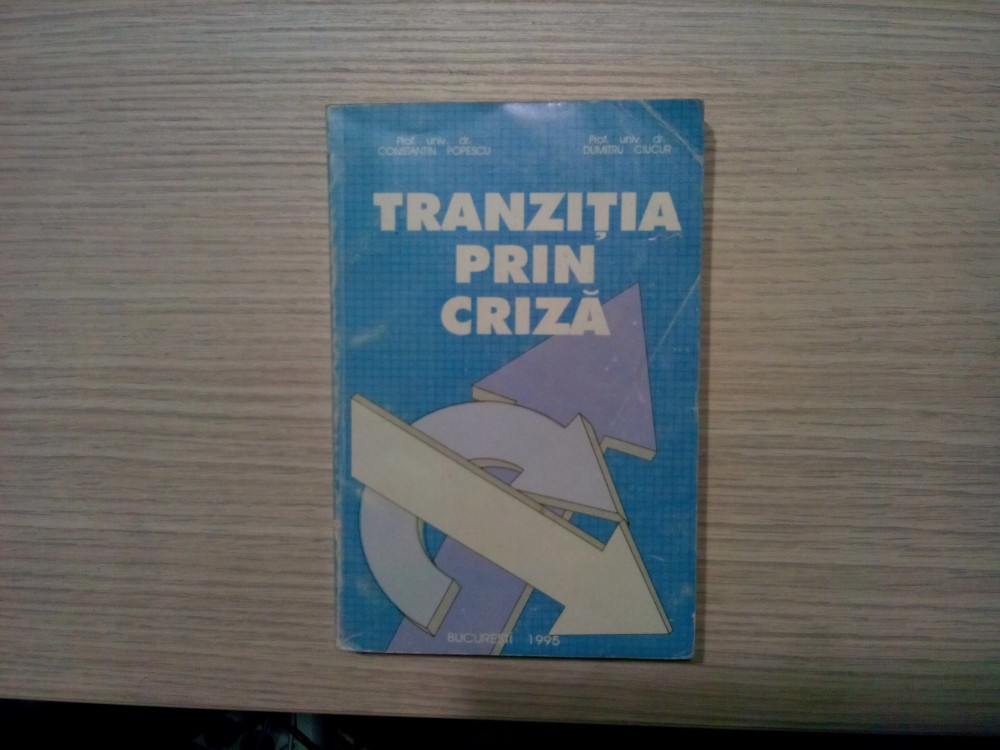 Prof. univ. dr.
CONSTANTIN POPESCU
Prof. univ. dr.
DUMITRU CIUCUR
TRANZIȚIA
PRIN
CRIZĂ
BUCUREȘTI 1995